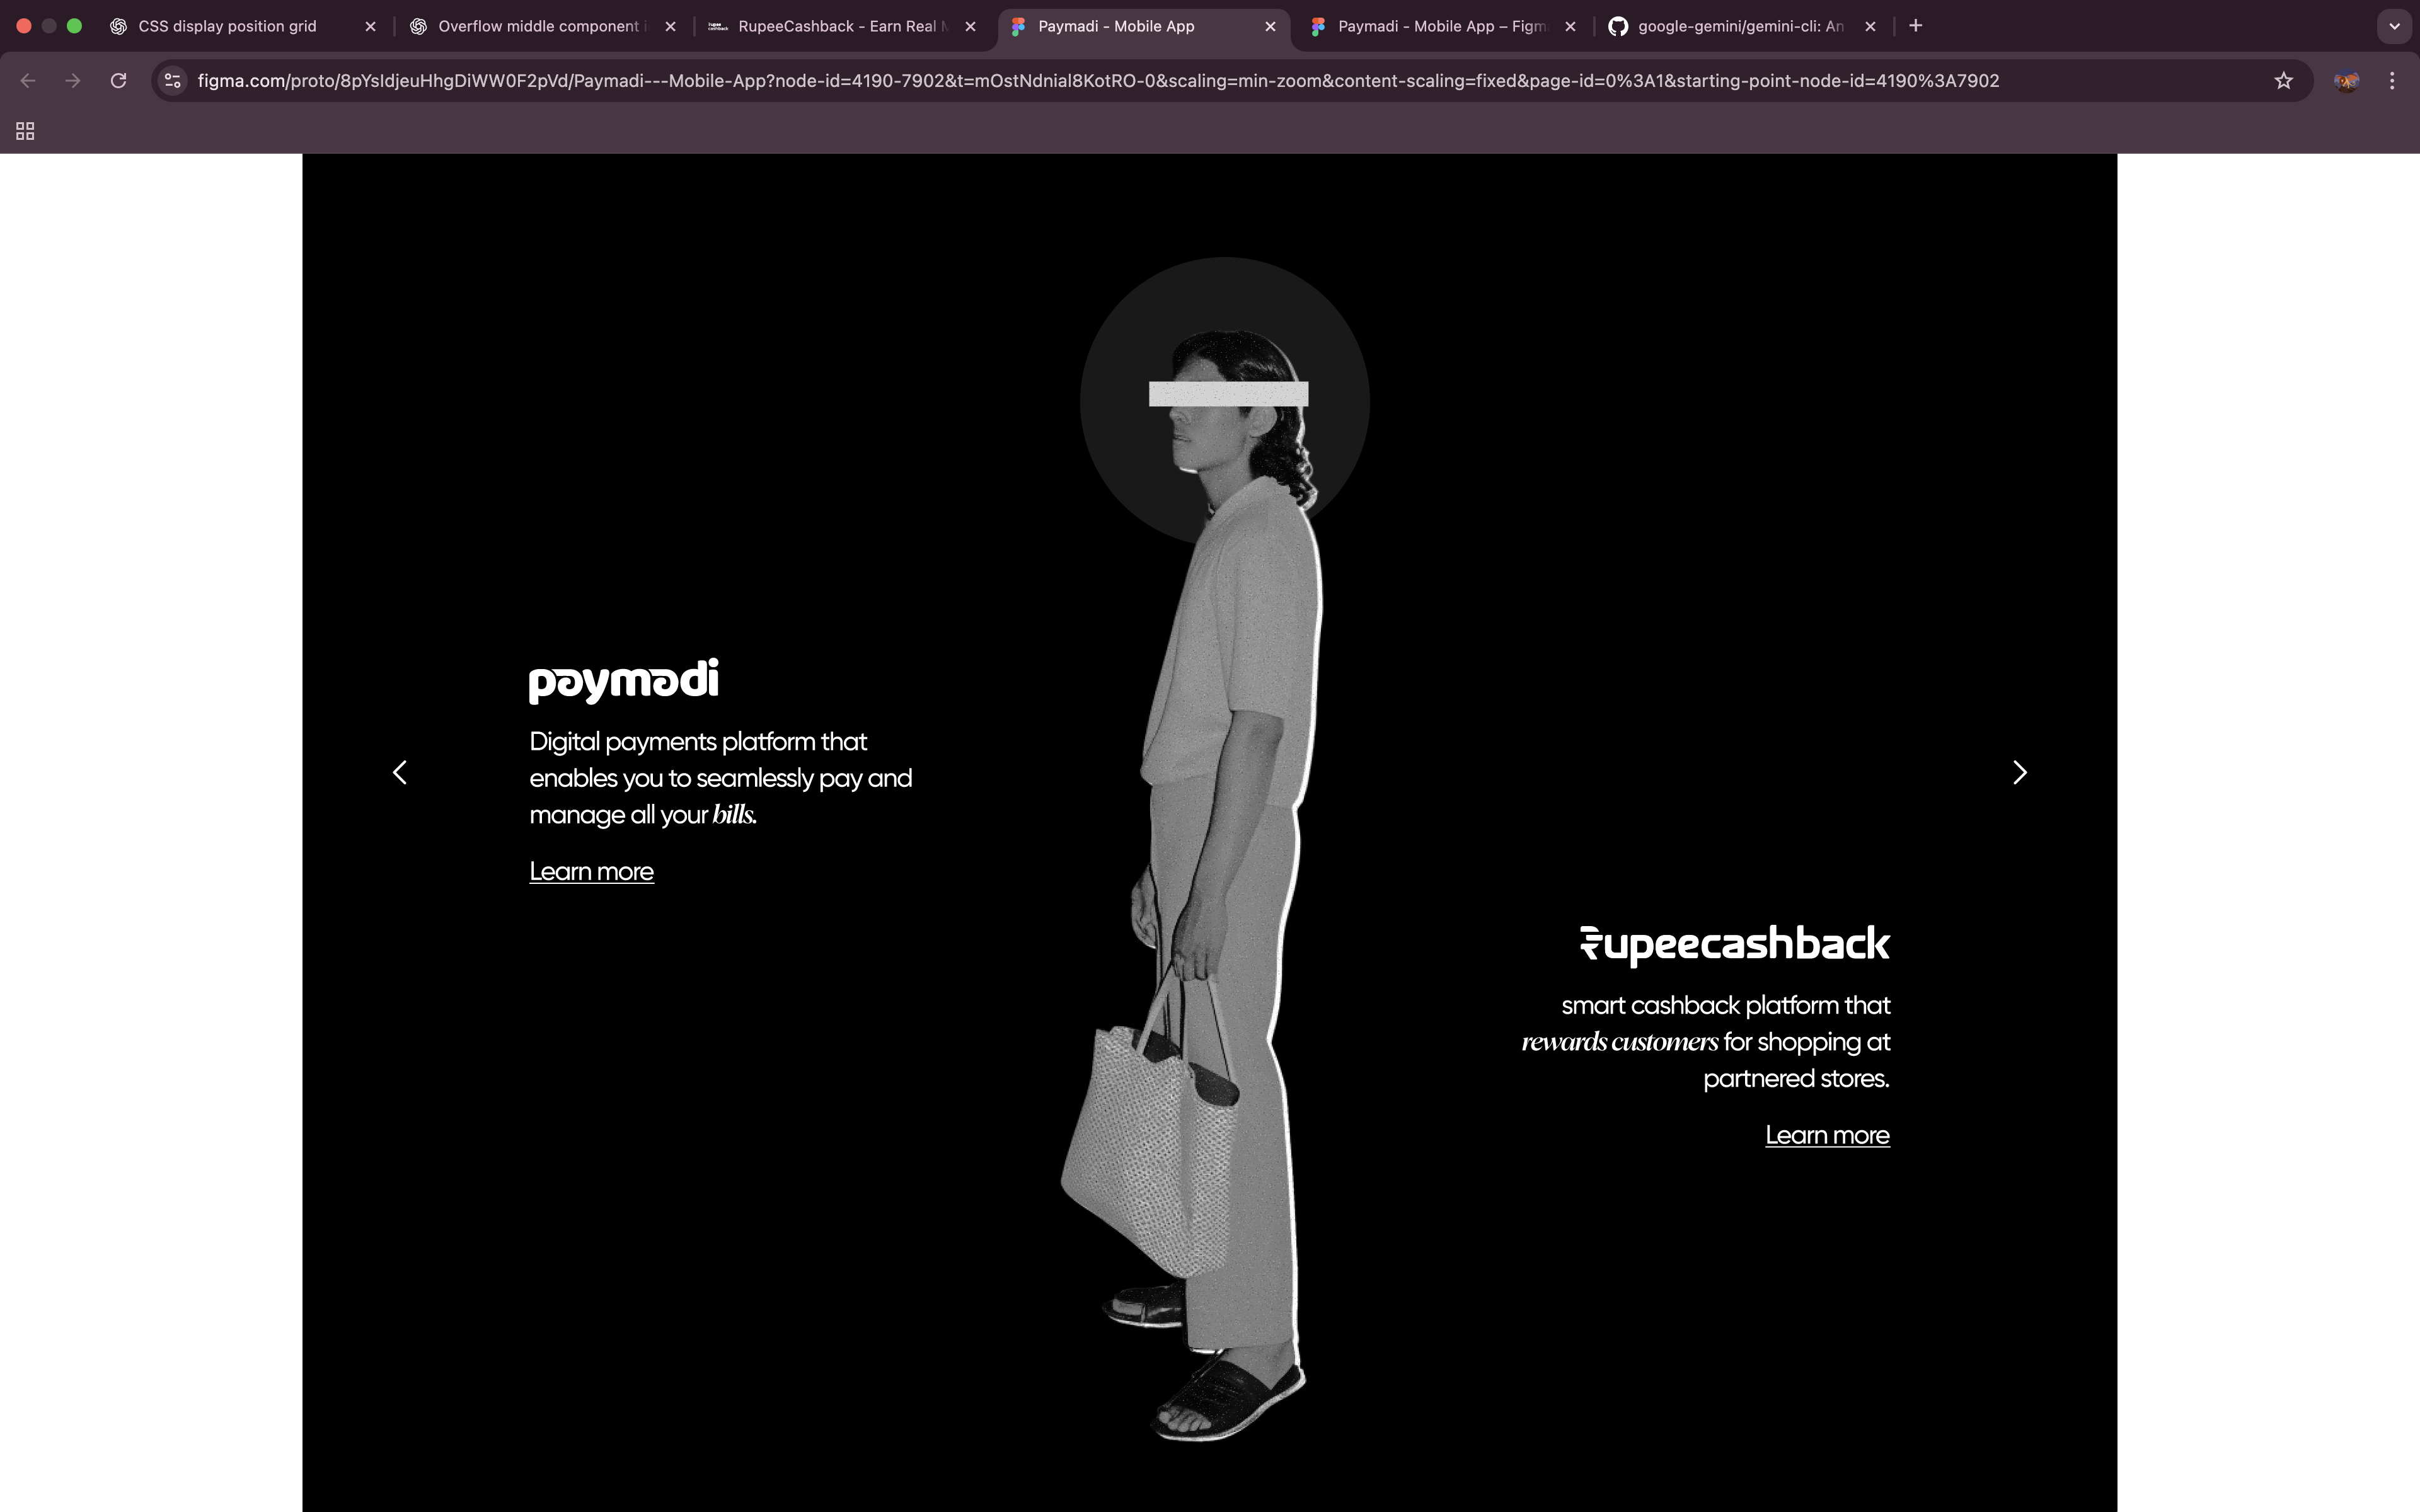 CSS display position grid
Overflow middle component
RupeeCashback - Earn Real
Paymadi - Mobile App
Paymadi - Mobile App – Figm
google-gemini/gemini-cli: An
figma.com/proto/8pYsIdjeuHhgDiWW0F2pVd/Paymadi---Mobile-App?node-id=4190-7902&t=mOstNdnial8KotRO-0&scaling=min-zoom&content-scaling=fixed&page-id=0%3A1&starting-point-node-id=4190%3A7902
paymadi
Digital payments platform that
enables you to seamlessly pay and
manage all your bills.
Learn more
₹upeecashback
smart cashback platform that
rewards customers for shopping at
partnered stores.
Learn more